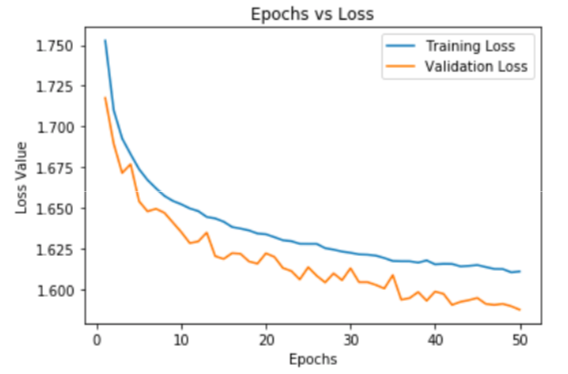 Epochs vs Loss
Training Loss
Validation Loss
1.750
1.725
1.700
1.675
1.650
1.625
1.600
Loss Value
0 10 20 30 40 50
Epochs